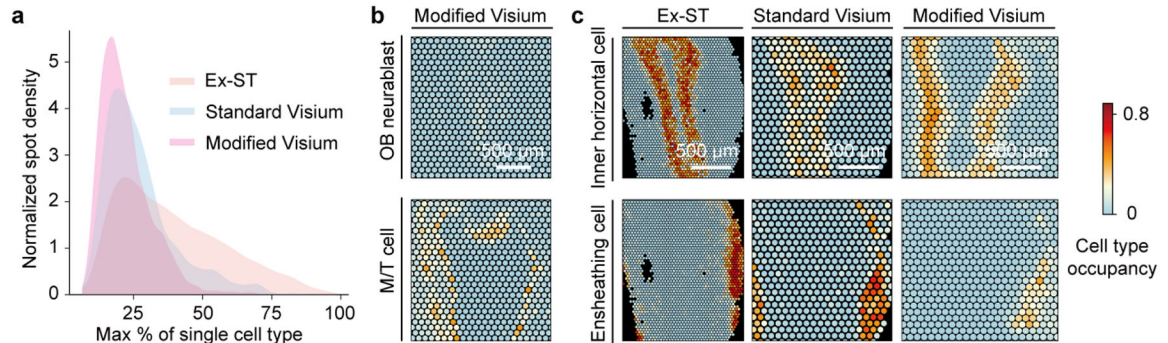 a
Normalized spot density
5
4
3
2
1
0
25
50
75
100
Max % of single cell type
Ex-ST
Standard Visium
Modified Visium
b
Modified Visium
OB neurablast
500 µm
M/T cell
c
Ex-ST
Standard Visium
Modified Visium
Inner horizontal cell
500 µm
500 µm
500 µm
Ensheathing cell
0.8
0
Cell type
occupancy